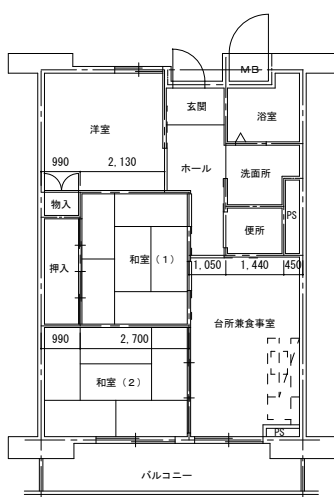 MB
玄関
浴室
洋室
990 2,130
ホール
洗面所
物入
PS
便所
和室（1）
押入
1,050 1,440 450
台所兼食事室
990 2,700
和室（2）
PS
バルコニー